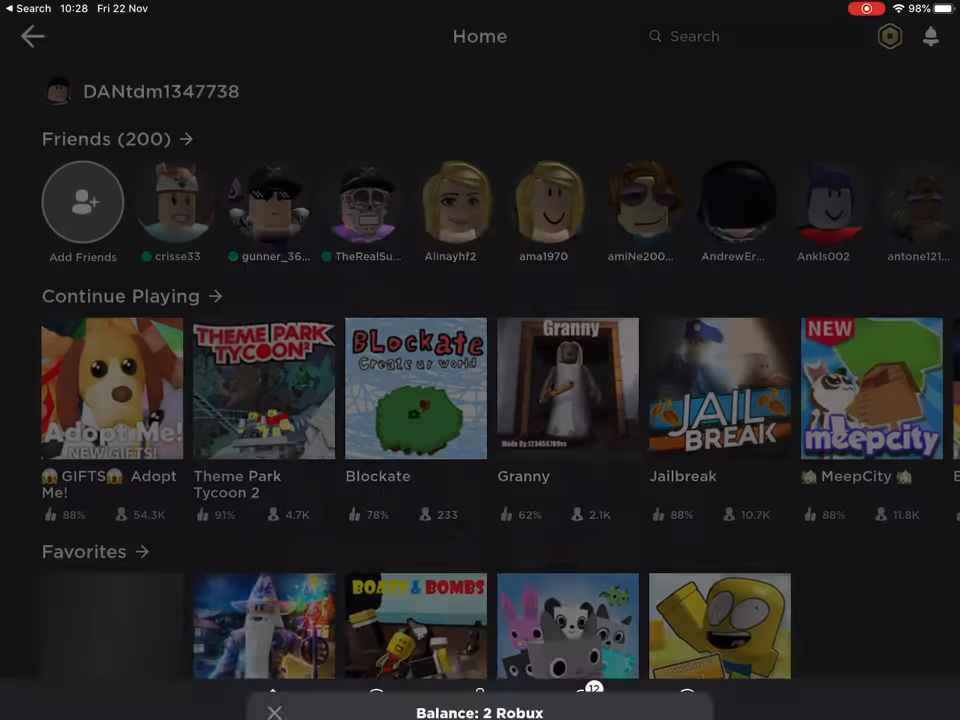 Search 10:28 Fri 22 Nov 98%
Home Search
DANtdm1347738
Friends (200)
Add Friends crisse33 gunner_36... TheRealSu... Alinayhf2 ama1970 amiNe200... AndrewEr... Ankls002 antone121...
Continue Playing
Adopt Me!
NEW GIFTS!
THEME PARK
TYCOON 2
Blockate
Create ur world
Granny
Made By:123456789vs
JAIL
BREAK
NEW
meepcity
😱 GIFTS😱 Adopt
Me!
Theme Park
Tycoon 2
Blockate
Granny
Jailbreak
🏠 MeepCity 🏠
88% 54.3K 91% 4.7K 78% 233 62% 2.1K 88% 10.7K 88% 11.8K
Favorites
BOATS & BOMBS
12
Balance: 2 Robux